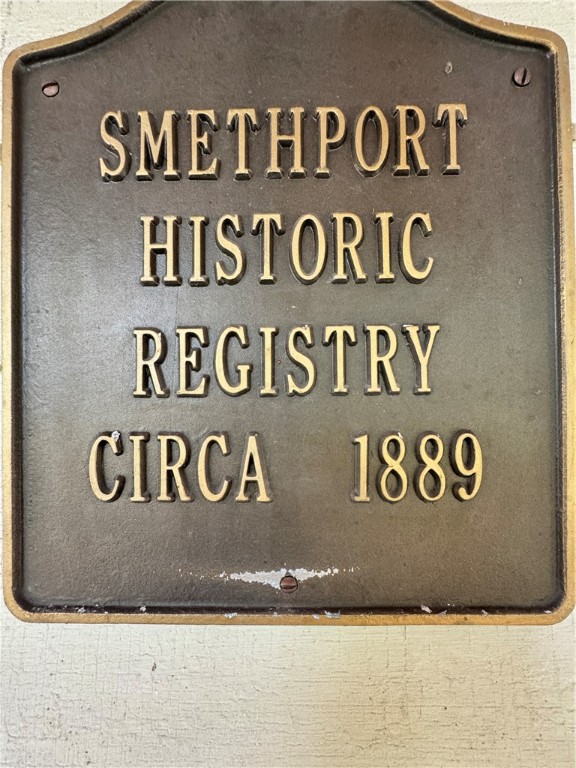 SMETHPORT
HISTORIC
REGISTRY
CIRCA 1889